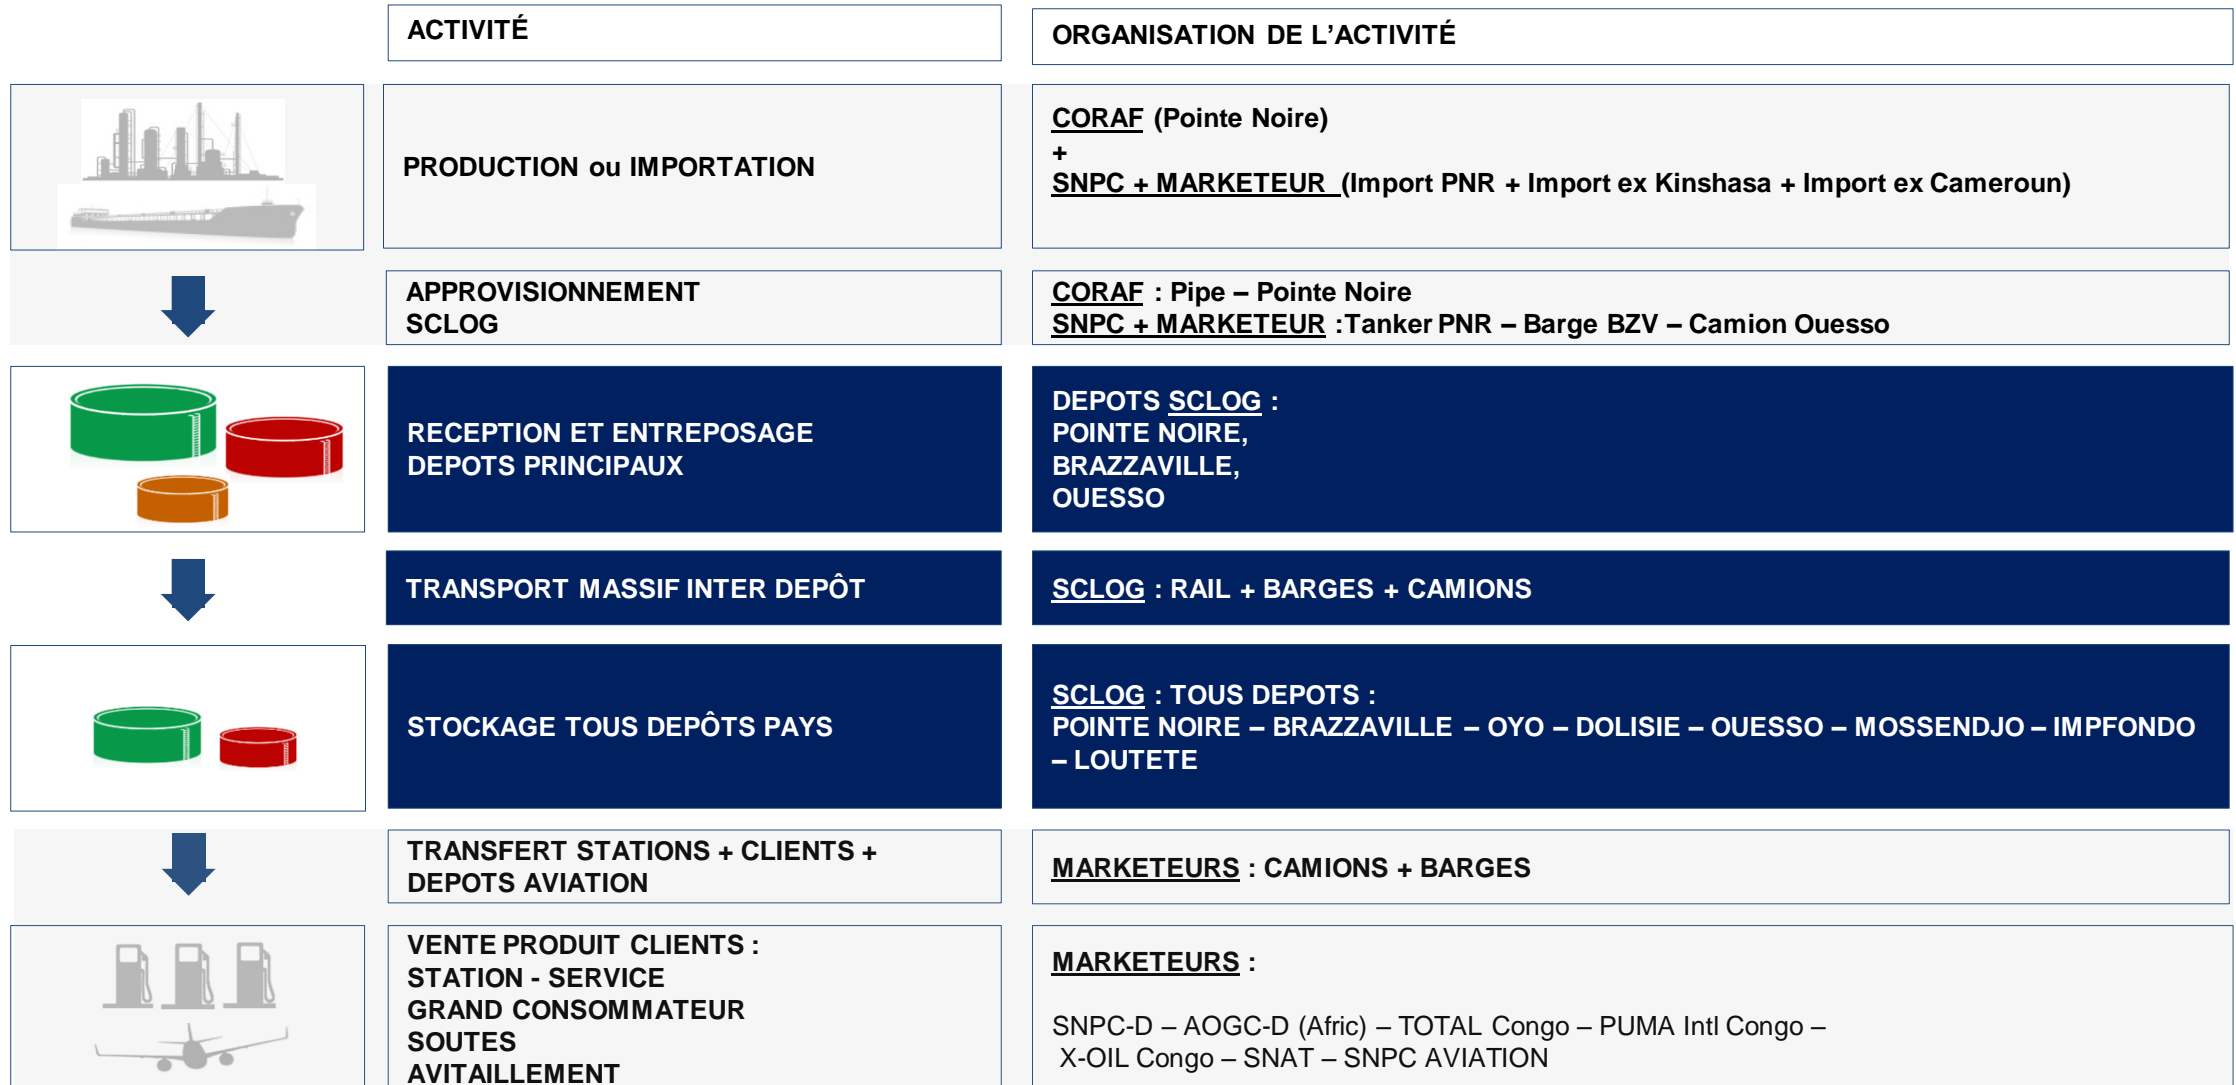 ACTIVITÉ
ORGANISATION DE L’ACTIVITÉ
PRODUCTION ou IMPORTATION
CORAF (Pointe Noire)
+
SNPC + MARKETEUR (Import PNR + Import ex Kinshasa + Import ex Cameroun)
APPROVISIONNEMENT
SCLOG
CORAF : Pipe – Pointe Noire
SNPC + MARKETEUR :Tanker PNR – Barge BZV – Camion Ouesso
RECEPTION ET ENTREPOSAGE
DEPOTS PRINCIPAUX
DEPOTS SCLOG :
POINTE NOIRE,
BRAZZAVILLE,
OUESSO
TRANSPORT MASSIF INTER DEPÔT
SCLOG : RAIL + BARGES + CAMIONS
STOCKAGE TOUS DEPÔTS PAYS
SCLOG : TOUS DEPOTS :
POINTE NOIRE – BRAZZAVILLE – OYO – DOLISIE – OUESSO – MOSSENDJO – IMPFONDO
– LOUTETE
TRANSFERT STATIONS + CLIENTS +
DEPOTS AVIATION
MARKETEURS : CAMIONS + BARGES
VENTE PRODUIT CLIENTS :
STATION - SERVICE
GRAND CONSOMMATEUR
SOUTES
AVITAILLEMENT
MARKETEURS :
SNPC-D – AOGC-D (Afric) – TOTAL Congo – PUMA Intl Congo –
X-OIL Congo – SNAT – SNPC AVIATION